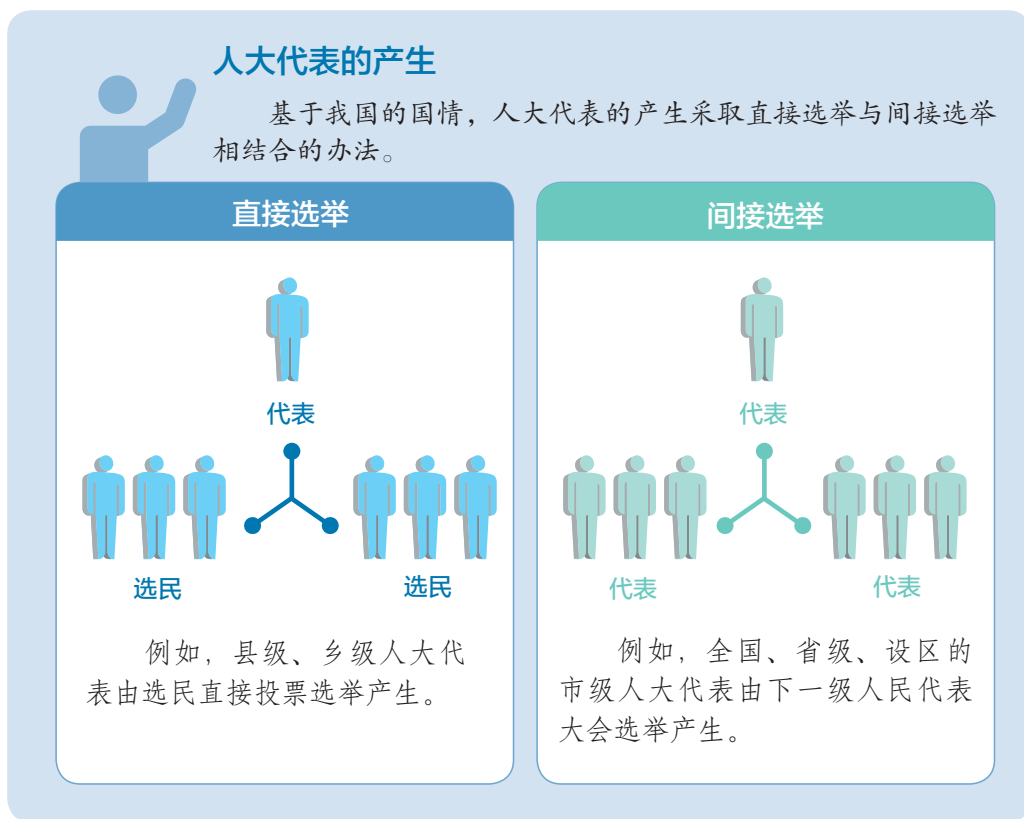 人大代表的产生
基于我国的国情，人大代表的产生采取直接选举与间接选举
相结合的办法。
直接选举
代表
选民
选民
例如，县级、乡级人大代
表由选民直接投票选举产生。
间接选举
代表
代表
代表
例如，全国、省级、设区的
市级人大代表由下一级人民代表
大会选举产生。